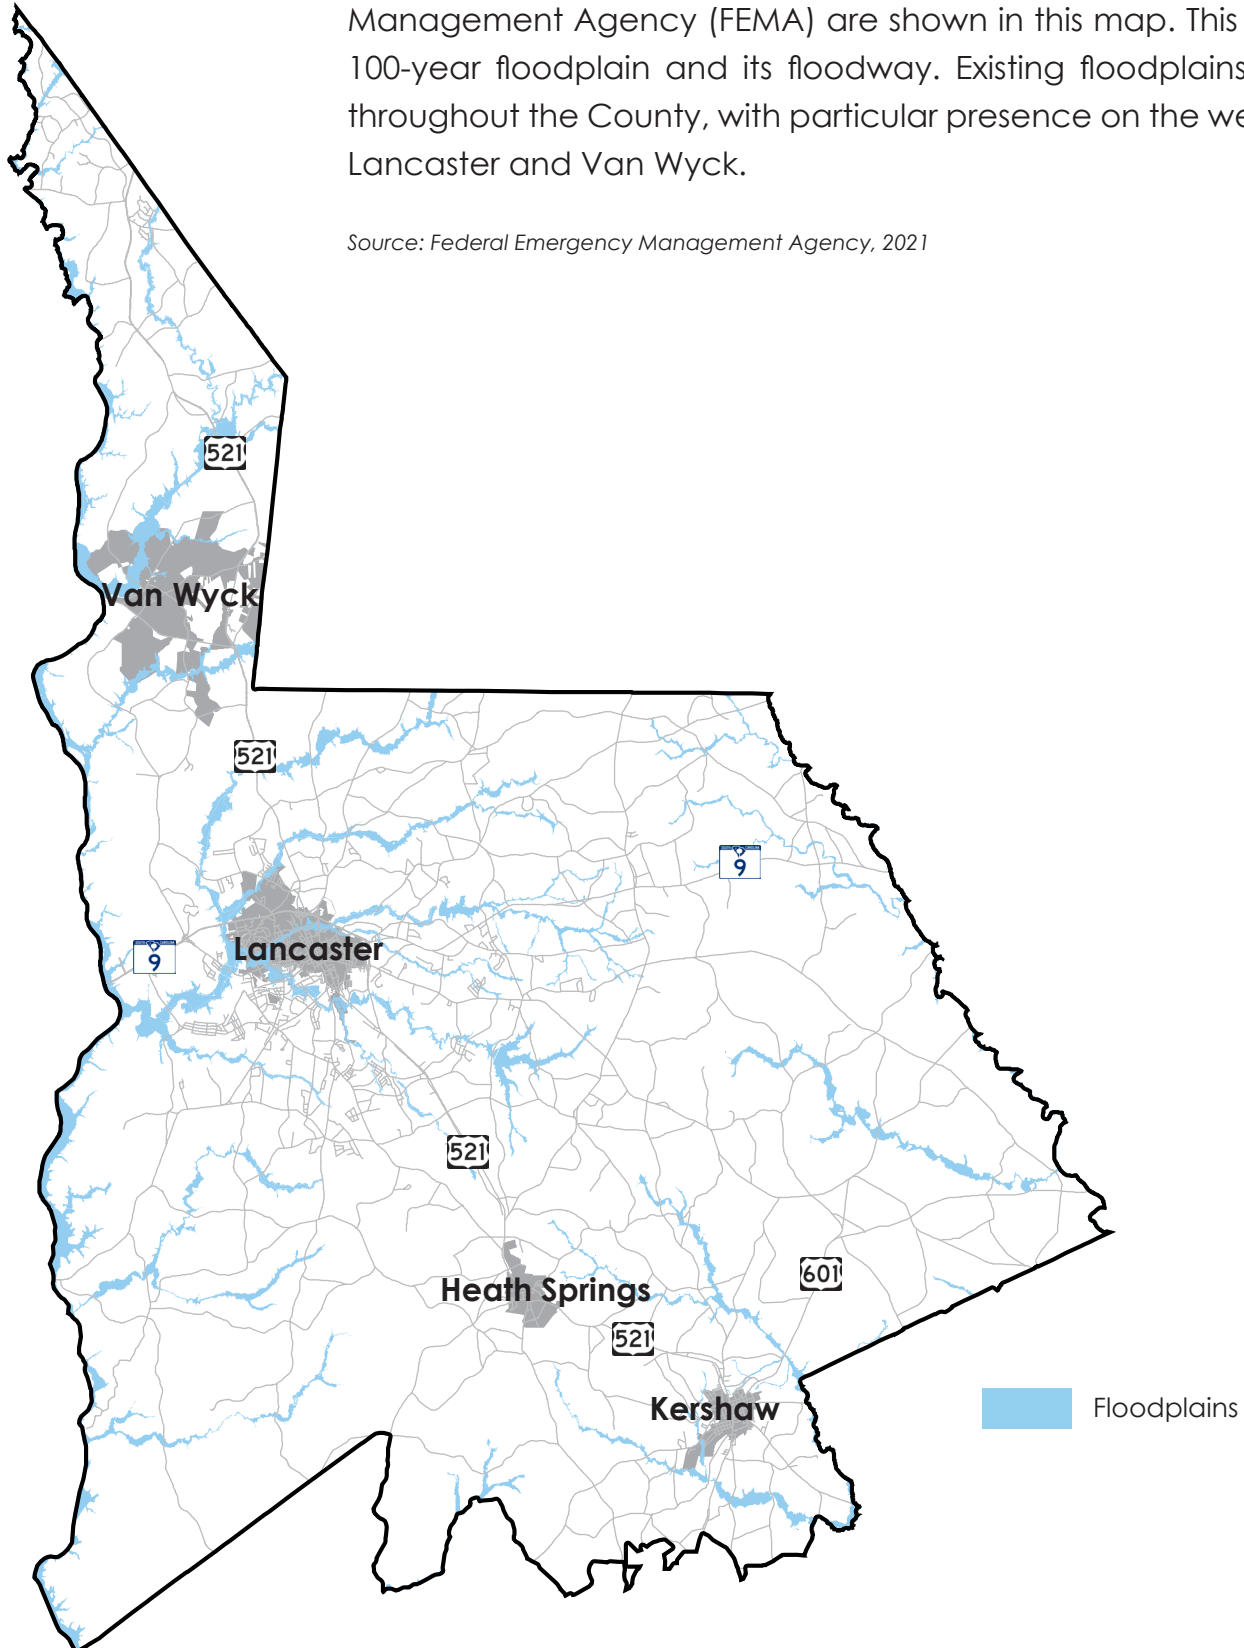 Management Agency (FEMA) are shown in this map. This
100-year floodplain and its floodway. Existing floodplains
throughout the County, with particular presence on the we
Lancaster and Van Wyck.
Source: Federal Emergency Management Agency, 2021
521
Van Wyck
521
9
Lancaster
9
521
601
Heath Springs
521
Kershaw
Floodplains